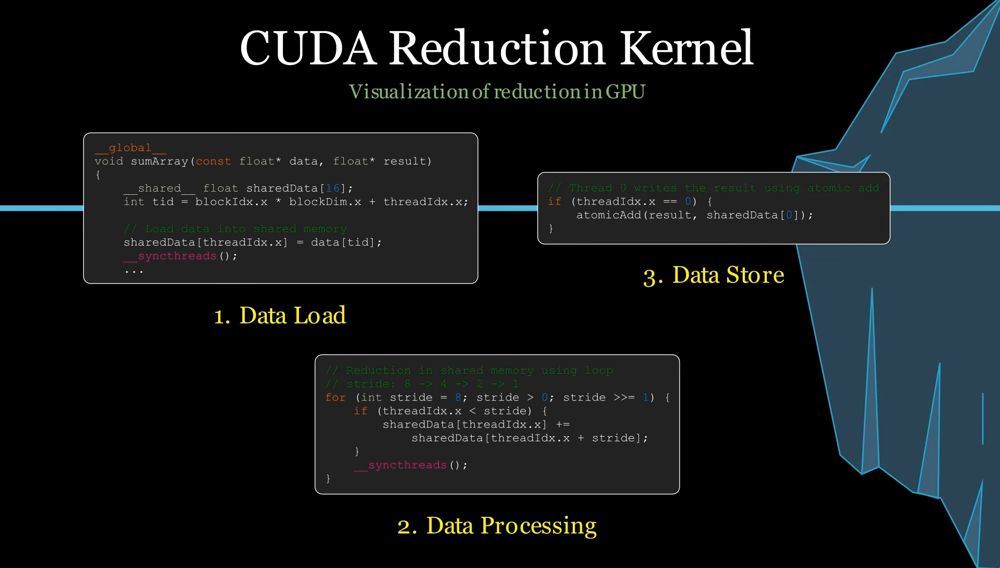 CUDA Reduction Kernel
Visualization of reduction in GPU
__global__
void sumArray(const float* data, float* result)
{
    __shared__ float sharedData[16];
    int tid = blockIdx.x * blockDim.x + threadIdx.x;
    // Load data into shared memory
    sharedData[threadIdx.x] = data[tid];
    __syncthreads();
    ...
1. Data Load
// Reduction in shared memory using loop
// stride: 8 -> 4 -> 2 -> 1
for (int stride = 8; stride > 0; stride >>= 1) {
    if (threadIdx.x < stride) {
        sharedData[threadIdx.x] +=
            sharedData[threadIdx.x + stride];
    }
    __syncthreads();
}
2. Data Processing
// Thread 0 writes the result using atomic add
if (threadIdx.x == 0) {
    atomicAdd(result, sharedData[0]);
}
3. Data Store